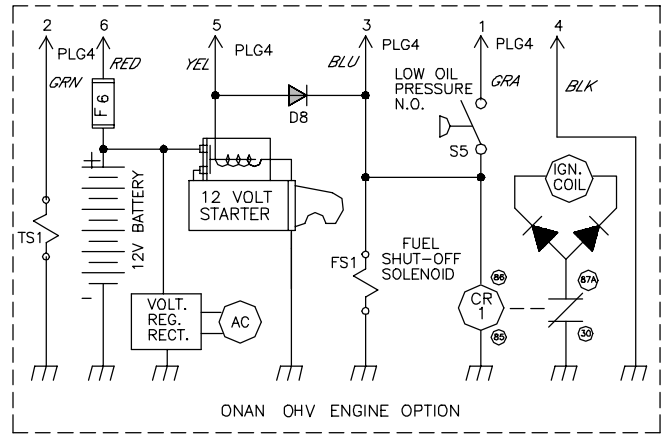 2 6 5 3 1 4
PLG4 PLG4 PLG4 PLG4
GRN RED YEL BLU GRA BLK
F6
D8
LOW OIL
PRESSURE
N.O.
S5
+
12V BATTERY
-
12 VOLT
STARTER
TS1
IGN.
COIL
FS1
FUEL
SHUT-OFF
SOLENOID
86
CR
1
85
87A
30
VOLT.
REG.
RECT.
AC
ONAN OHV ENGINE OPTION